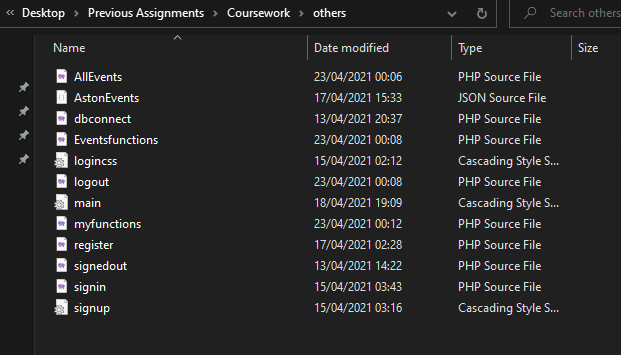 « Desktop › Previous Assignments › Coursework › others Search others
Name Date modified Type Size
AllEvents 23/04/2021 00:06 PHP Source File
AstonEvents 17/04/2021 15:33 JSON Source File
dbconnect 13/04/2021 20:37 PHP Source File
Eventsfunctions 23/04/2021 00:08 PHP Source File
logincss 15/04/2021 02:12 Cascading Style S...
logout 23/04/2021 00:08 PHP Source File
main 18/04/2021 19:09 Cascading Style S...
myfunctions 23/04/2021 00:12 PHP Source File
register 17/04/2021 02:28 PHP Source File
signedout 13/04/2021 14:22 PHP Source File
signin 15/04/2021 03:43 PHP Source File
signup 15/04/2021 03:16 Cascading Style S...